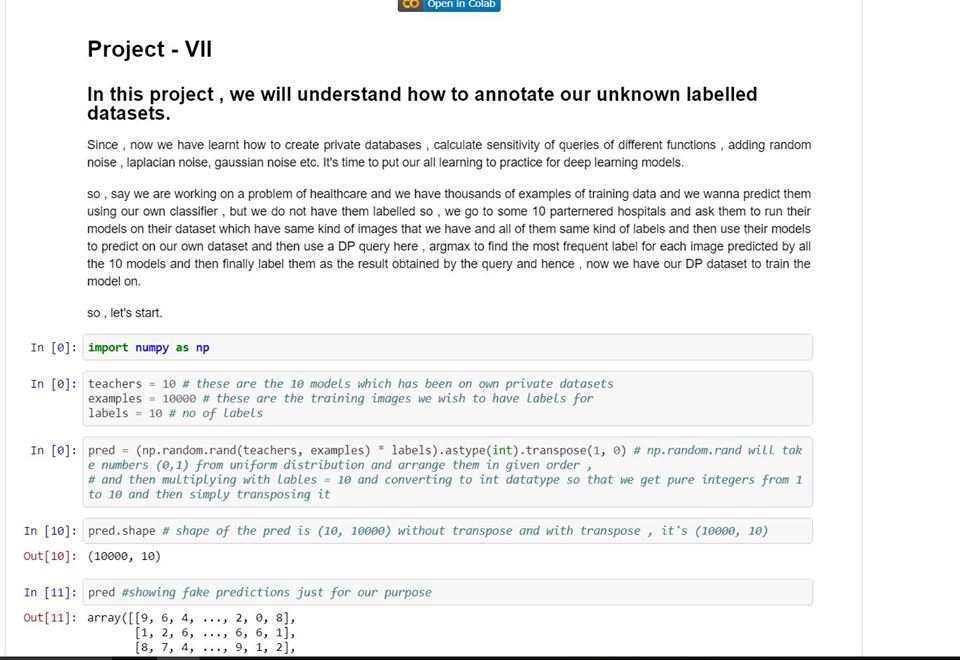 CO Open in Colab
Project - VII
In this project , we will understand how to annotate our unknown labelled
datasets.
Since , now we have learnt how to create private databases , calculate sensitivity of queries of different functions , adding random
noise , laplacian noise, gaussian noise etc. It's time to put our all learning to practice for deep learning models.
so , say we are working on a problem of healthcare and we have thousands of examples of training data and we wanna predict them
using our own classifier , but we do not have them labelled so , we go to some 10 parternered hospitals and ask them to run their
models on their dataset which have same kind of images that we have and all of them same kind of labels and then use their models
to predict on our own dataset and then use a DP query here , argmax to find the most frequent label for each image predicted by all
the 10 models and then finally label them as the result obtained by the query and hence , now we have our DP dataset to train the
model on.
so , let's start.
In [0]: import numpy as np
In [0]: teachers = 10 # these are the 10 models which has been on own private datasets
examples = 10000 # these are the training images we wish to have labels for
labels = 10 # no of labels
In [0]: pred = (np.random.rand(teachers, examples) * labels).astype(int).transpose(1, 0) # np.random.rand will tak
e numbers (0,1) from uniform distribution and arrange them in given order ,
# and then multiplying with lables = 10 and converting to int datatype so that we get pure integers from 1
to 10 and then simply transposing it
In [10]: pred.shape # shape of the pred is (10, 10000) without transpose and with transpose , it's (10000, 10)
Out[10]: (10000, 10)
In [11]: pred #showing fake predictions just for our purpose
Out[11]: array([[9, 6, 4, ..., 2, 0, 8],
[1, 2, 6, ..., 6, 6, 1],
[8, 7, 4, ..., 9, 1, 2],